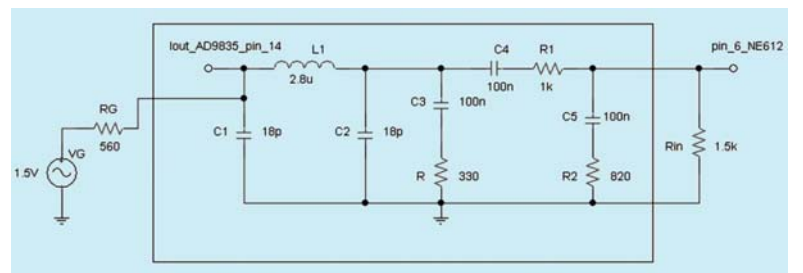 Iout_AD9835_pin_14
L1
2.8u
C4
100n
R1
1k
pin_6_NE612
RG
560
VG
1.5V
C1
18p
C2
18p
C3
100n
R
330
C5
100n
R2
820
Rin
1.5k